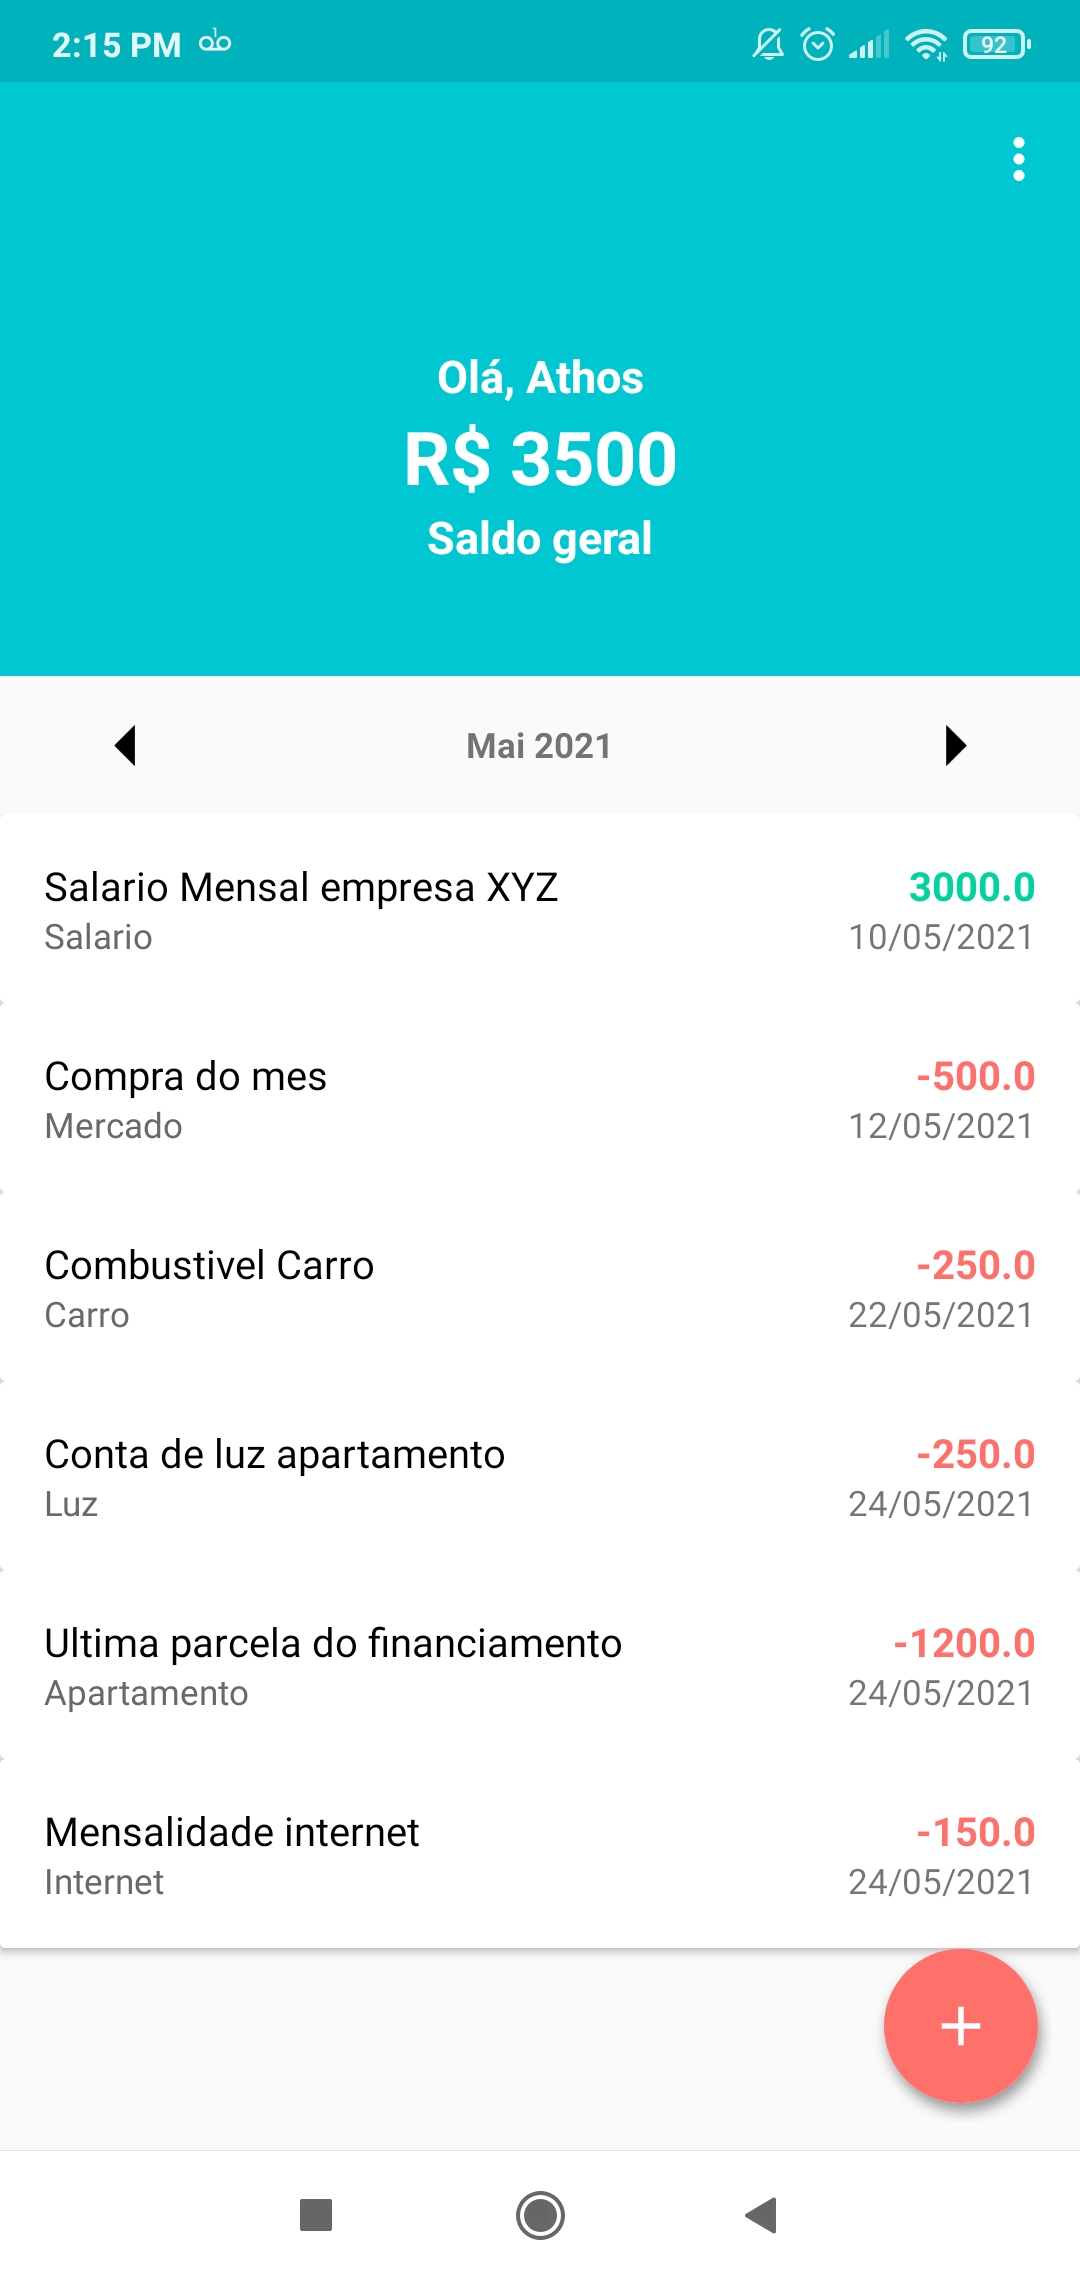 2:15 PM
92
Olá, Athos
R$ 3500
Saldo geral
Mai 2021
Salario Mensal empresa XYZ 3000.0
Salario 10/05/2021
Compra do mes -500.0
Mercado 12/05/2021
Combustivel Carro -250.0
Carro 22/05/2021
Conta de luz apartamento -250.0
Luz 24/05/2021
Ultima parcela do financiamento -1200.0
Apartamento 24/05/2021
Mensalidade internet -150.0
Internet 24/05/2021